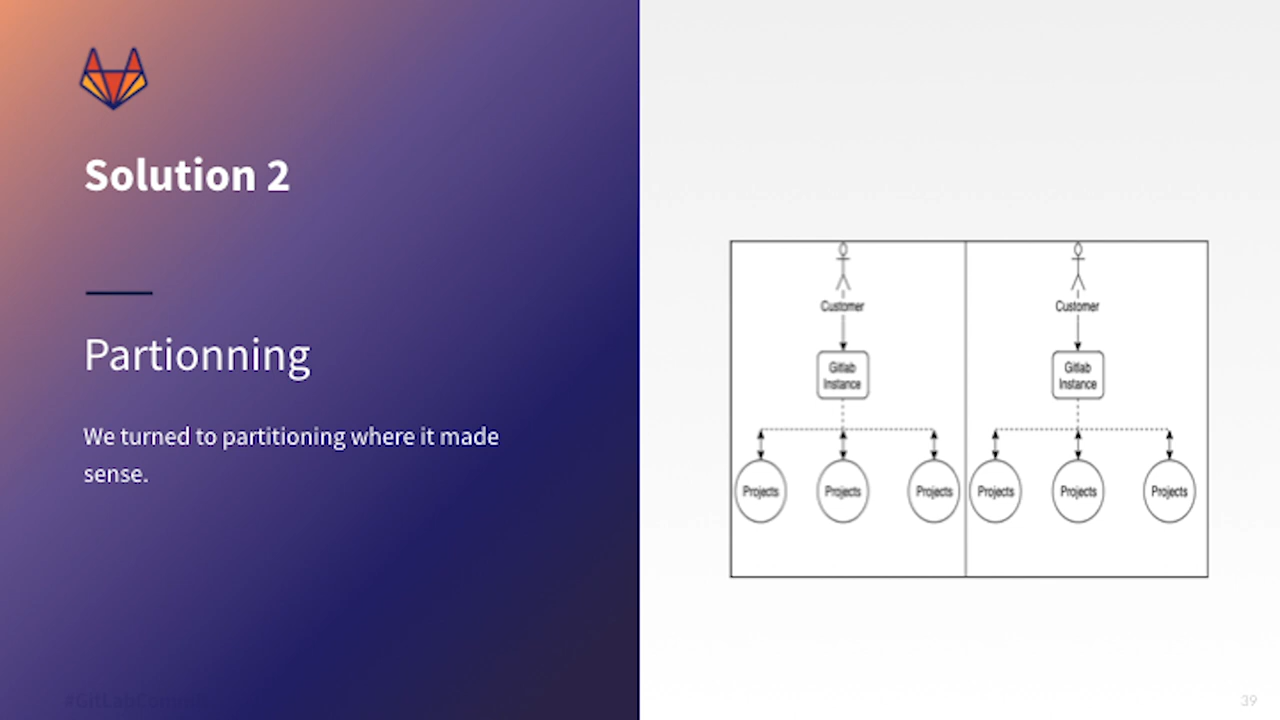 Solution 2
Partionning
We turned to partitioning where it made
sense.
Customer
Customer
Gitlab
Instance
Gitlab
Instance
Projects
Projects
Projects
Projects
Projects
Projects
39